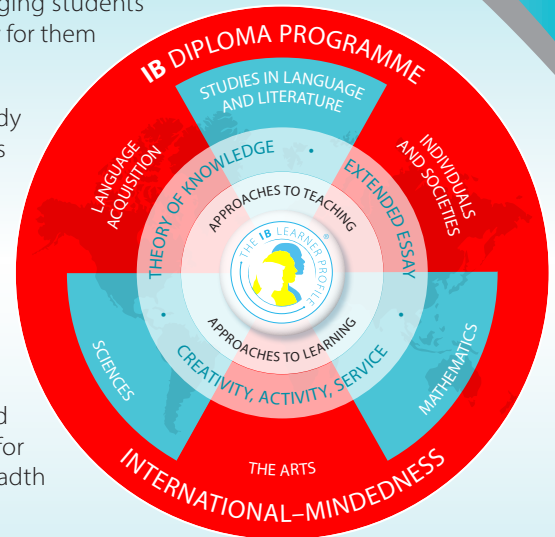 ging students
for them
dy
s
d
for
adth
IB DIPLOMA PROGRAMME
STUDIES IN LANGUAGE
AND LITERATURE
LANGUAGE
ACQUISITION
INDIVIDUALS
AND SOCIETIES
THEORY OF KNOWLEDGE
EXTENDED ESSAY
APPROACHES TO TEACHING
THE IB LEARNER PROFILE
®
APPROACHES TO LEARNING
CREATIVITY, ACTIVITY, SERVICE
SCIENCES
MATHEMATICS
THE ARTS
INTERNATIONAL–MINDEDNESS